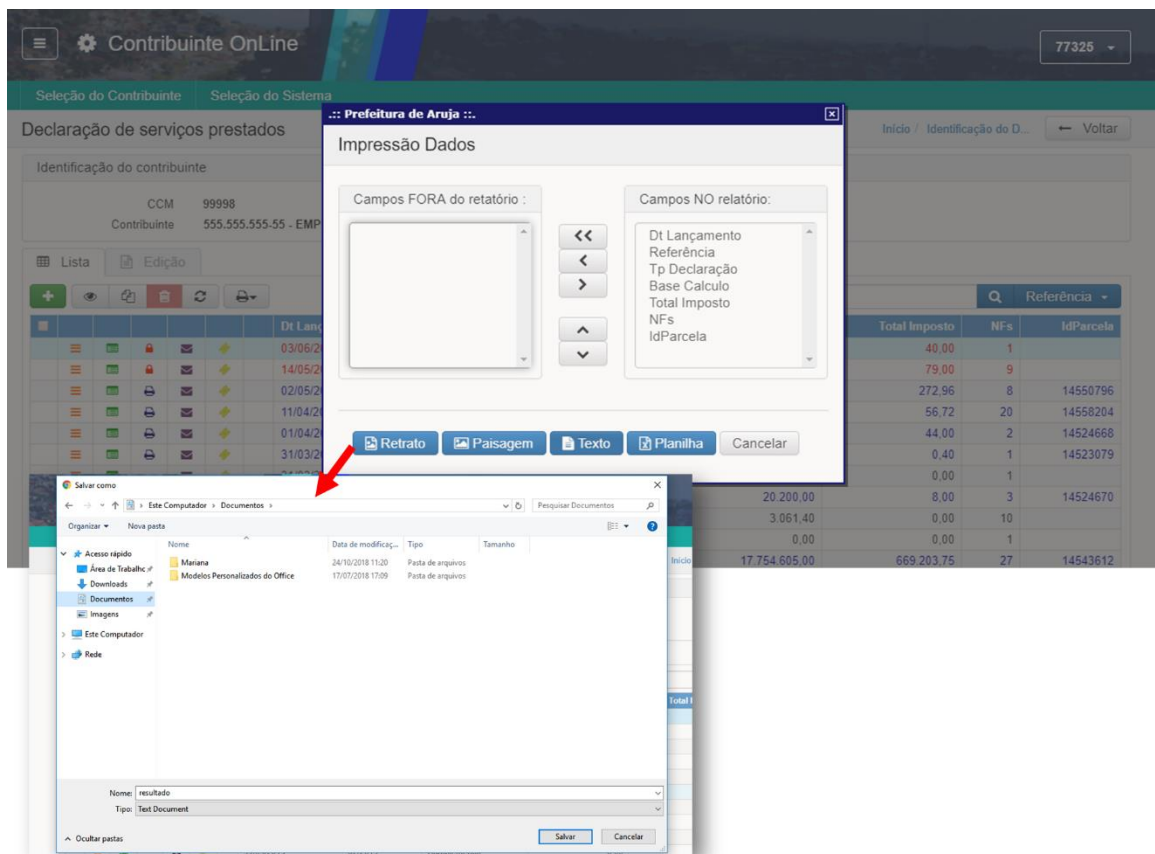 Contribuinte OnLine
77325
Seleção do Contribuinte Seleção do Sistema
.:: Prefeitura de Aruja ::.
Declaração de serviços prestados
Início / Identificação do D... Voltar
Impressão Dados
Identificação do contribuinte
CCM 99998
Contribuinte 555.555.555-55 - EMP
Campos FORA do retatório :
Campos NO relatório:
Dt Lançamento
Referência
Tp Declaração
Base Calculo
Total Imposto
NFs
IdParcela
Lista Edição
Referência
Dt Lanç Total Imposto NFs IdParcela
03/06/2 40,00 1
14/05/2 79,00 9
02/05/2 272,96 8 14550796
11/04/2 56,72 20 14558204
01/04/2 44,00 2 14524668
31/03/2 0,40 1 14523079
0,00 1
20.200,00 8,00 3 14524670
3.061,40 0,00 10
0,00 0,00 1
17.754.605,00 669.203,75 27 14543612
Retrato Paisagem Texto Planilha Cancelar
Salvar como
Este Computador > Documentos >
Pesquisar Documentos
Organizar Nova pasta
Nome Data de modificaç... Tipo Tamanho
Mariana 24/10/2018 11:20 Pasta de arquivos
Modelos Personalizados do Office 17/07/2018 17:09 Pasta de arquivos
Acesso rápido
Área de Trabalhc
Downloads
Documentos
Imagens
Este Computador
Rede
Início
Total I
Nome: resultado
Tipo: Text Document
Ocultar pastas
Salvar Cancelar